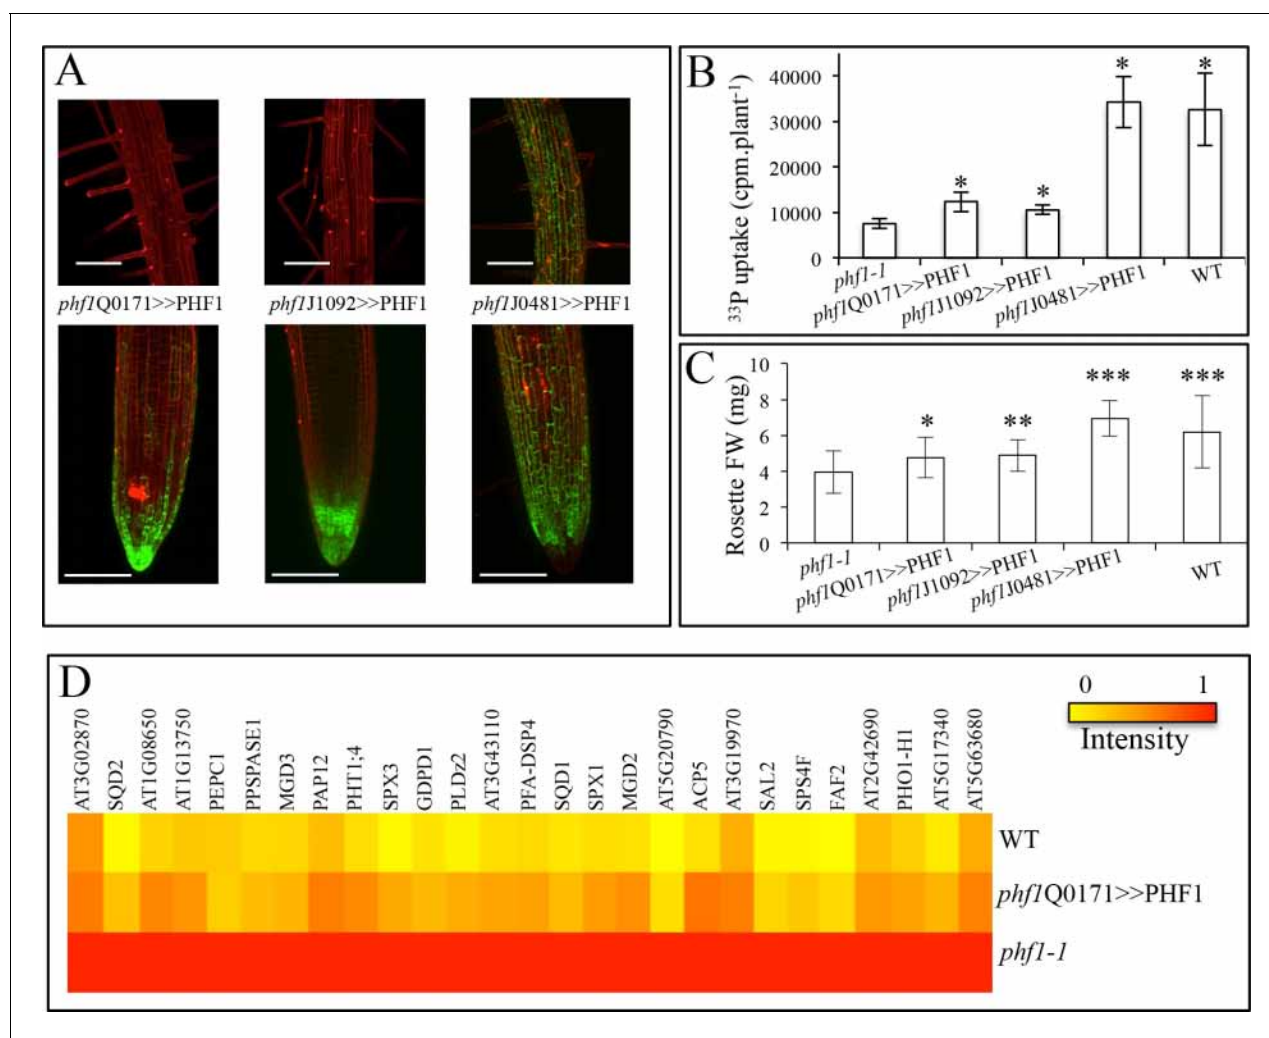 A
phf1Q0171>>PHF1
phf1J1092>>PHF1
phf1J0481>>PHF1
B
33P uptake (cpm.plant-1)
40000
30000
20000
10000
0
phf1-1
phf1Q0171>>PHF1
phf1J1092>>PHF1
phf1J0481>>PHF1
WT
*
*
*
*
C
Rosette FW (mg)
10
8
6
4
2
0
*
**
***
***
phf1-1
phf1Q0171>>PHF1
phf1J1092>>PHF1
phf1J0481>>PHF1
WT
D
AT3G02870
SQD2
AT1G08650
AT1G13750
PEPC1
PPSPASE1
MGD3
PAP12
PHT1;4
SPX3
GDPD1
PLDz2
AT3G43110
PFA-DSP4
SQD1
SPX1
MGD2
AT5G20790
ACP5
AT3G19970
SAL2
SPS4F
FAF2
AT2G42690
PHO1-H1
AT5G17340
AT5G63680
0 1
Intensity
WT
phf1Q0171>>PHF1
phf1-1